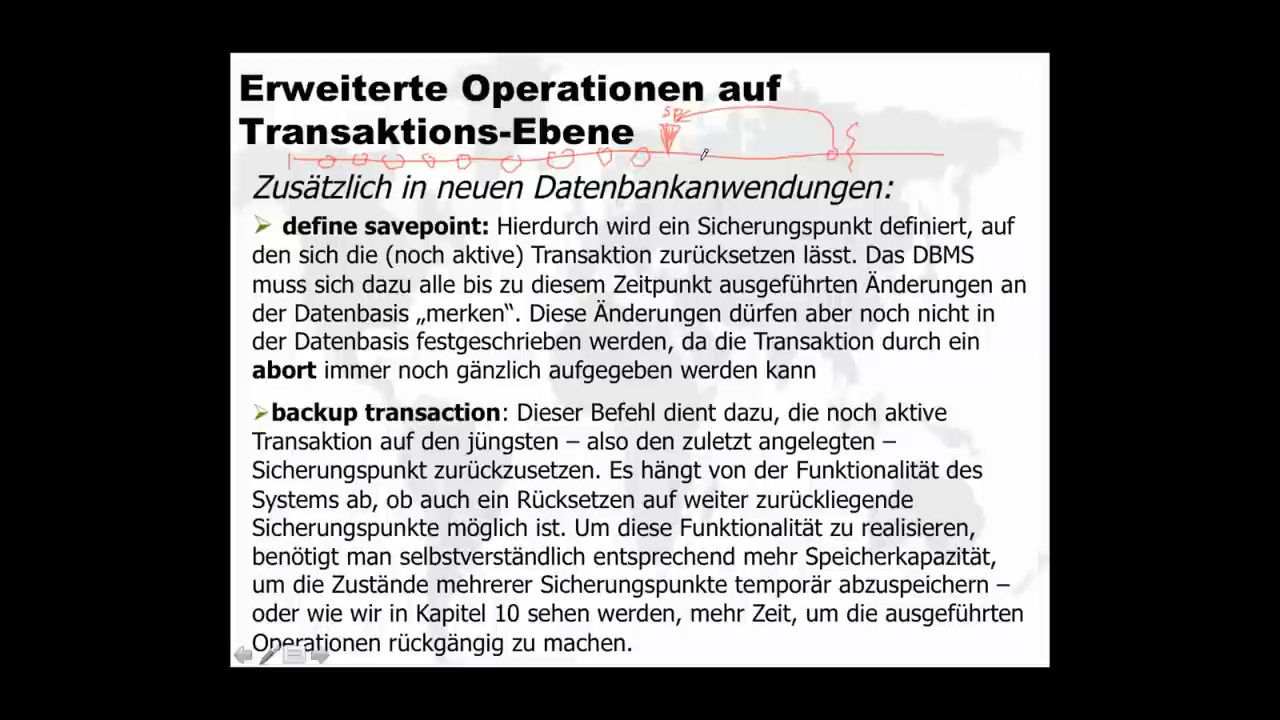 Erweiterte Operationen auf
Transaktions-Ebene
SP
Zusätzlich in neuen Datenbankanwendungen:
define savepoint: Hierdurch wird ein Sicherungspunkt definiert, auf
den sich die (noch aktive) Transaktion zurücksetzen lässt. Das DBMS
muss sich dazu alle bis zu diesem Zeitpunkt ausgeführten Änderungen an
der Datenbasis „merken“. Diese Änderungen dürfen aber noch nicht in
der Datenbasis festgeschrieben werden, da die Transaktion durch ein
abort immer noch gänzlich aufgegeben werden kann
backup transaction: Dieser Befehl dient dazu, die noch aktive
Transaktion auf den jüngsten – also den zuletzt angelegten –
Sicherungspunkt zurückzusetzen. Es hängt von der Funktionalität des
Systems ab, ob auch ein Rücksetzen auf weiter zurückliegende
Sicherungspunkte möglich ist. Um diese Funktionalität zu realisieren,
benötigt man selbstverständlich entsprechend mehr Speicherkapazität,
um die Zustände mehrerer Sicherungspunkte temporär abzuspeichern –
oder wie wir in Kapitel 10 sehen werden, mehr Zeit, um die ausgeführten
Operationen rückgängig zu machen.